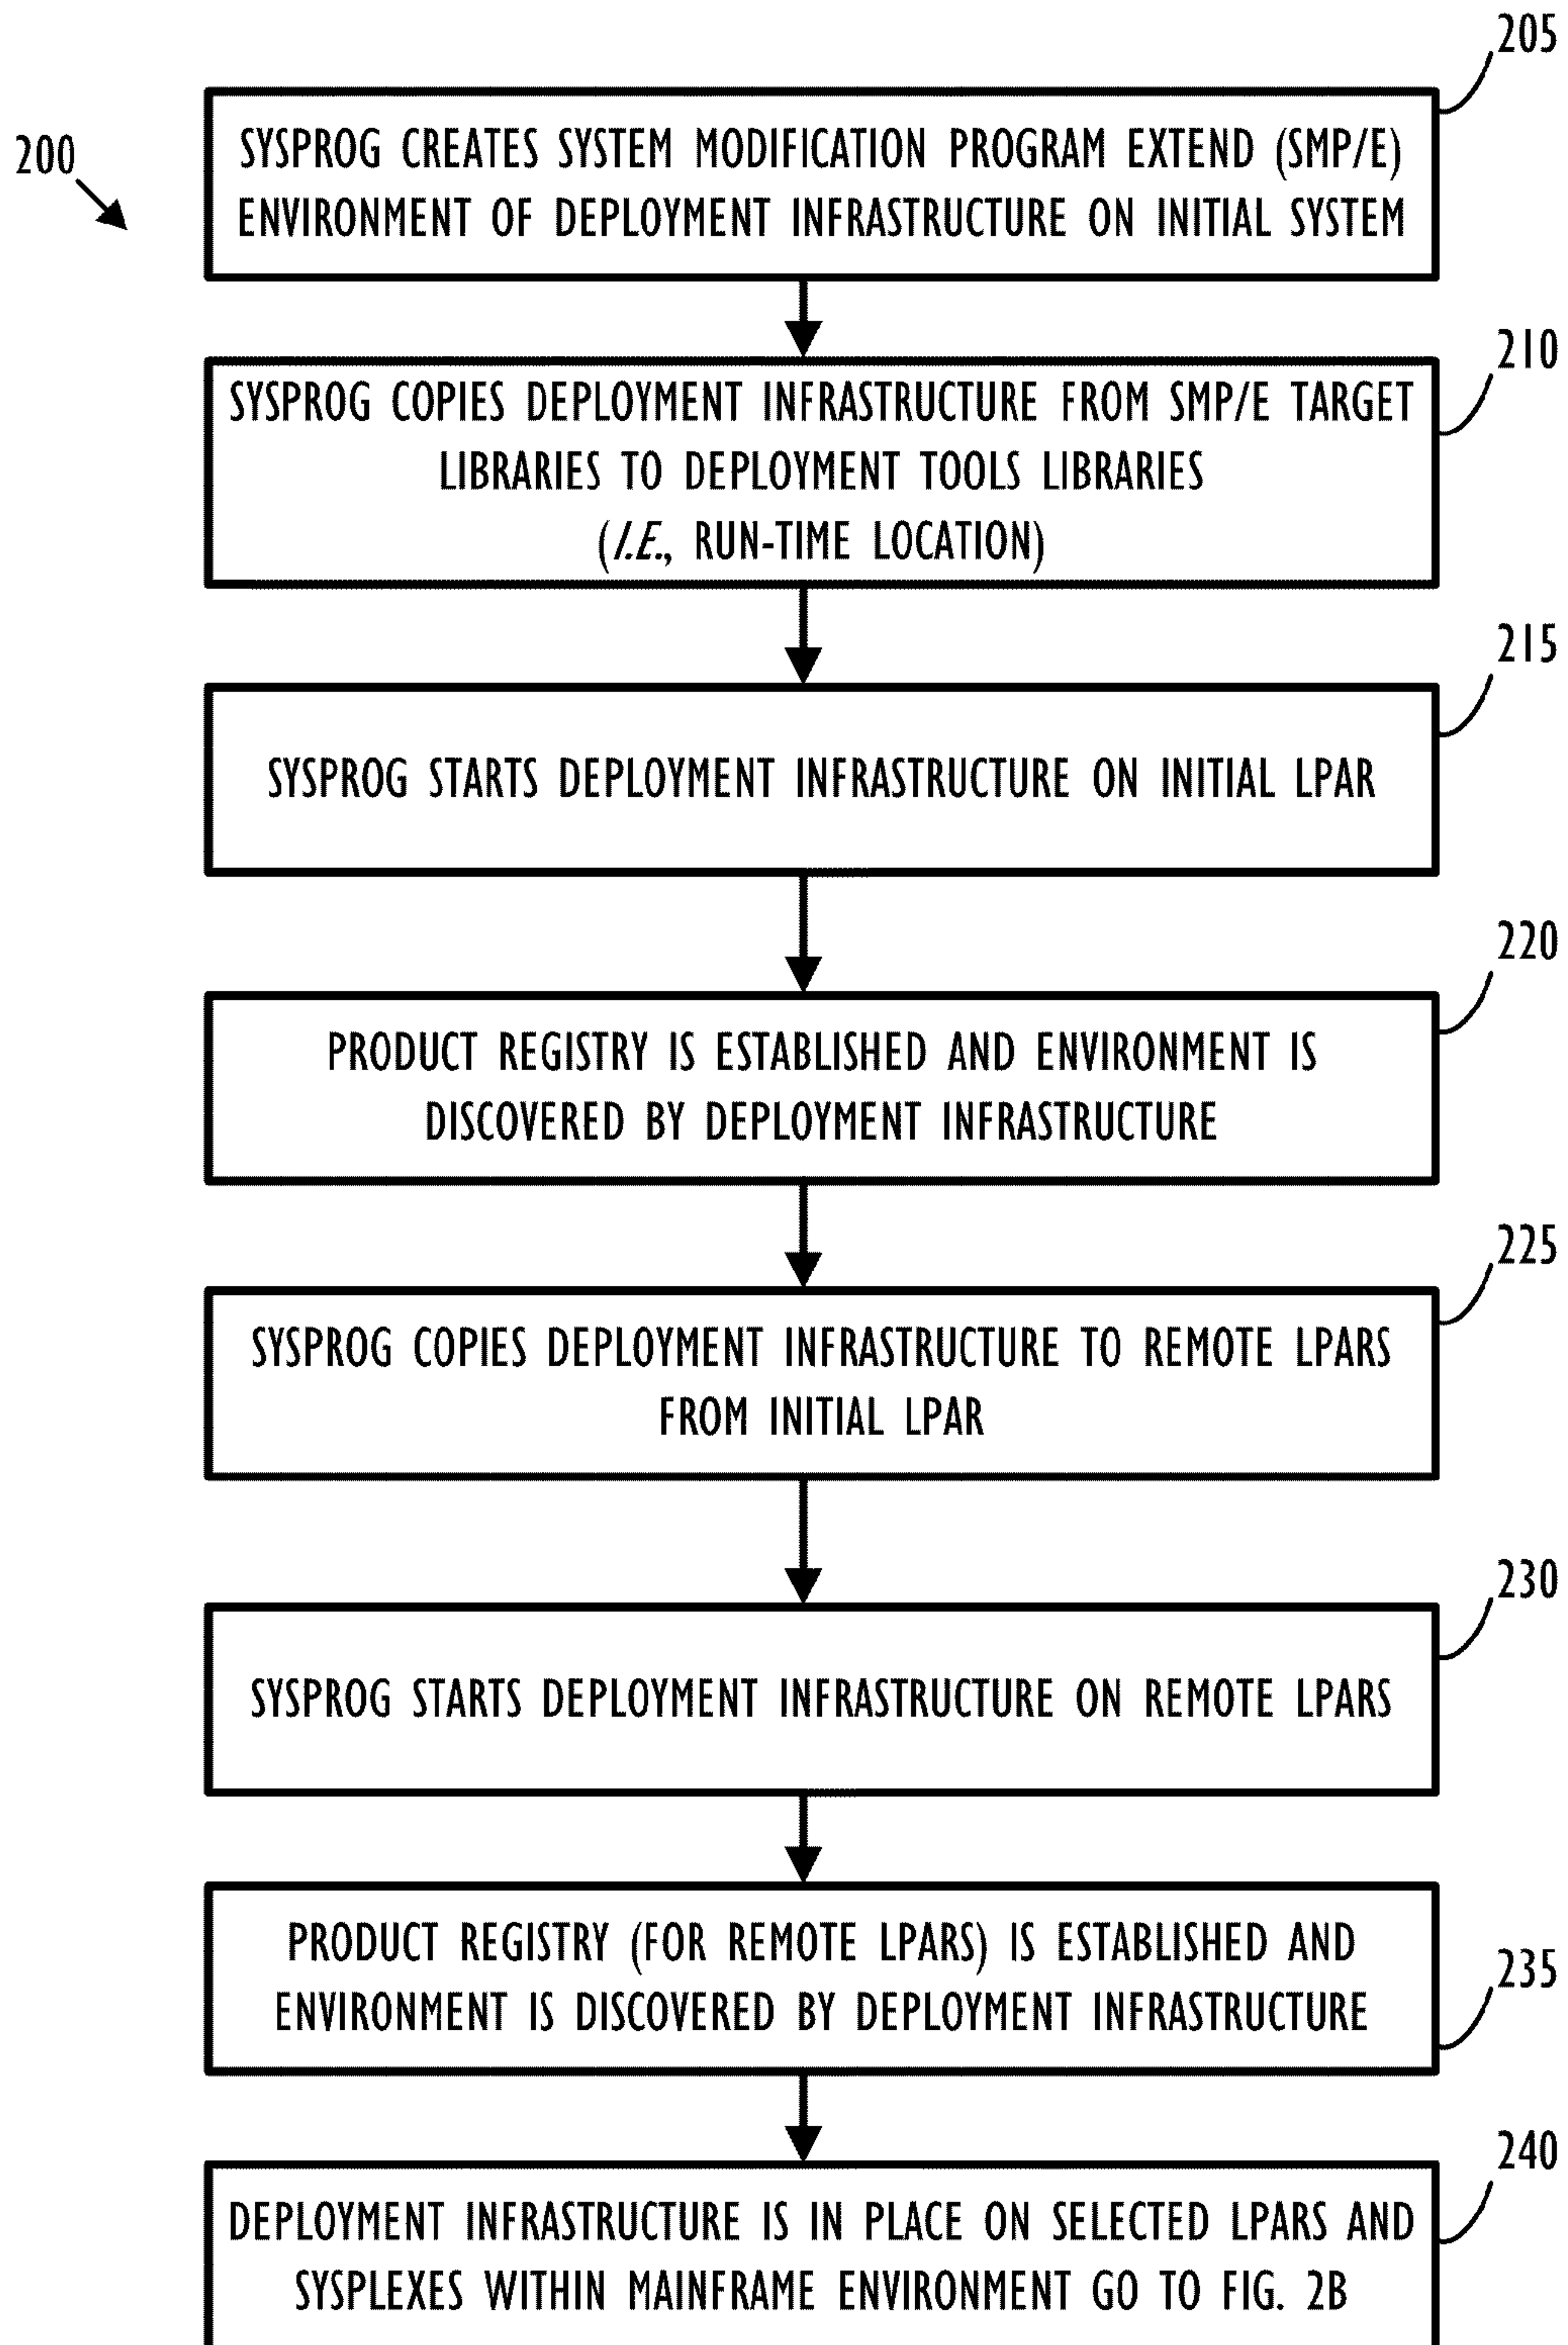 205
200
SYSPROG CREATES SYSTEM MODIFICATION PROGRAM EXTEND (SMP/E)
ENVIRONMENT OF DEPLOYMENT INFRASTRUCTURE ON INITIAL SYSTEM
210
SYSPROG COPIES DEPLOYMENT INFRASTRUCTURE FROM SMP/E TARGET
LIBRARIES TO DEPLOYMENT TOOLS LIBRARIES
(I.E., RUN-TIME LOCATION)
215
SYSPROG STARTS DEPLOYMENT INFRASTRUCTURE ON INITIAL LPAR
220
PRODUCT REGISTRY IS ESTABLISHED AND ENVIRONMENT IS
DISCOVERED BY DEPLOYMENT INFRASTRUCTURE
225
SYSPROG COPIES DEPLOYMENT INFRASTRUCTURE TO REMOTE LPARS
FROM INITIAL LPAR
230
SYSPROG STARTS DEPLOYMENT INFRASTRUCTURE ON REMOTE LPARS
PRODUCT REGISTRY (FOR REMOTE LPARS) IS ESTABLISHED AND
ENVIRONMENT IS DISCOVERED BY DEPLOYMENT INFRASTRUCTURE
235
240
DEPLOYMENT INFRASTRUCTURE IS IN PLACE ON SELECTED LPARS AND
SYSPLEXES WITHIN MAINFRAME ENVIRONMENT GO TO FIG. 2B